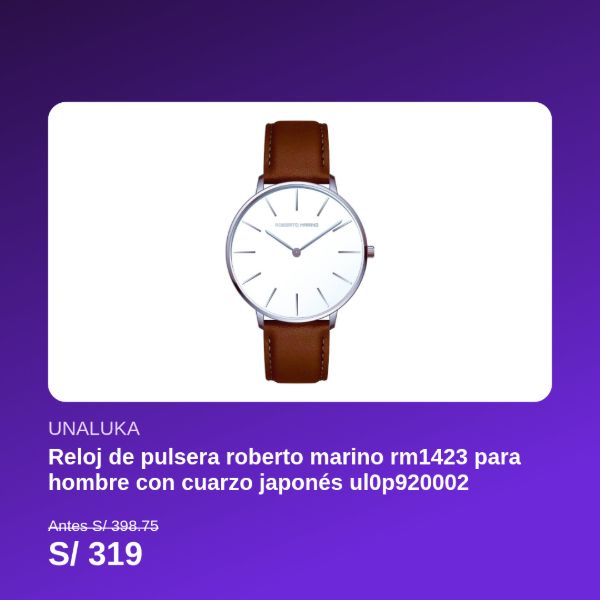 ROBERTO MARINO
UNALUKA
Reloj de pulsera roberto marino rm1423 para
hombre con cuarzo japonés ul0p920002
Antes S/ 398.75
S/ 319